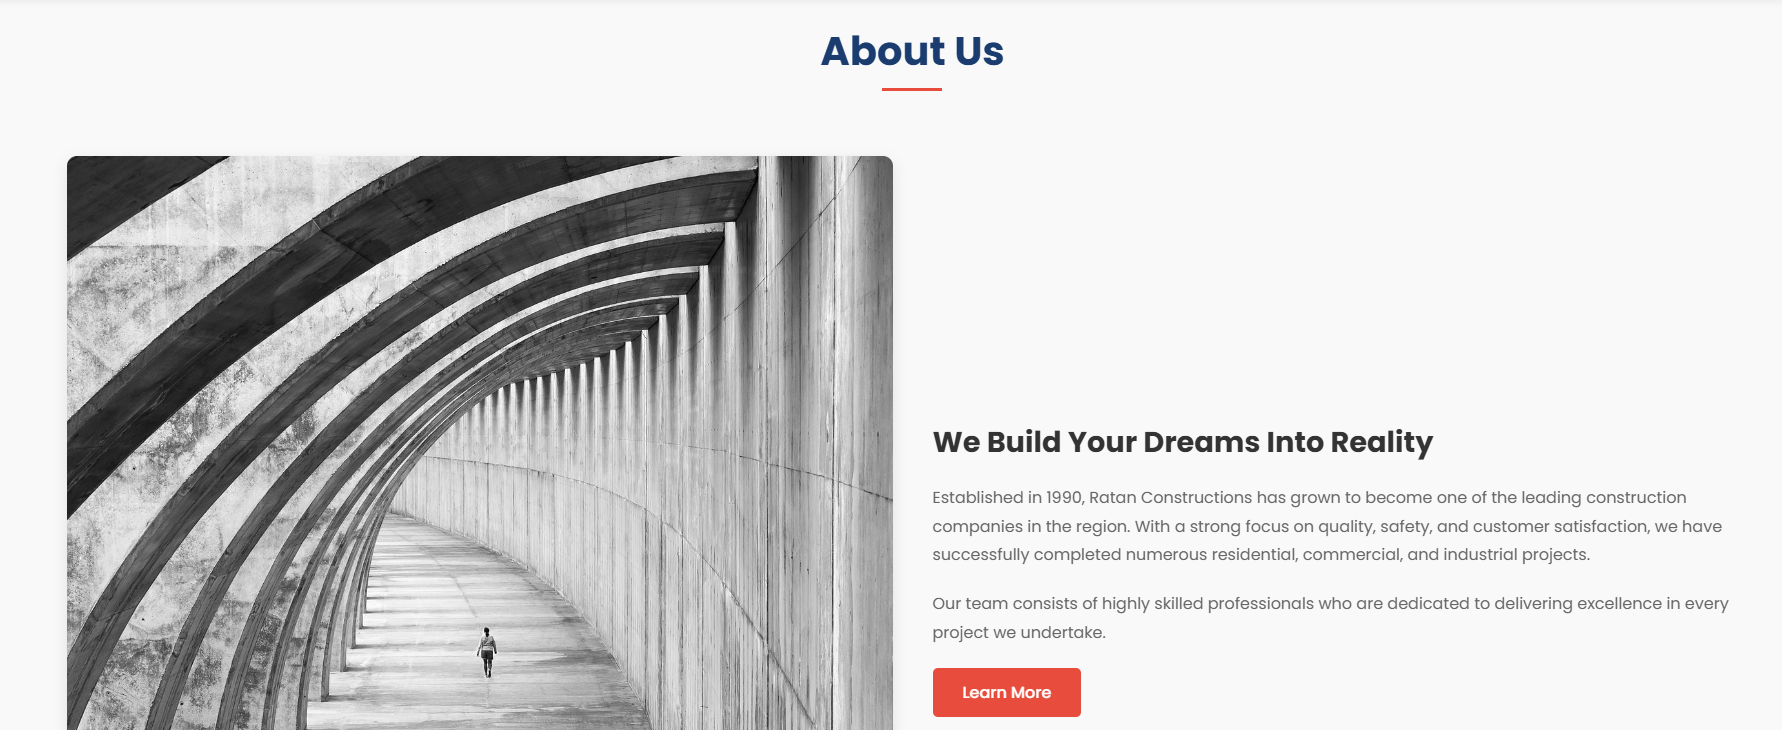 About Us
We Build Your Dreams Into Reality
Established in 1990, Ratan Constructions has grown to become one of the leading construction
companies in the region. With a strong focus on quality, safety, and customer satisfaction, we have
successfully completed numerous residential, commercial, and industrial projects.
Our team consists of highly skilled professionals who are dedicated to delivering excellence in every
project we undertake.
Learn More